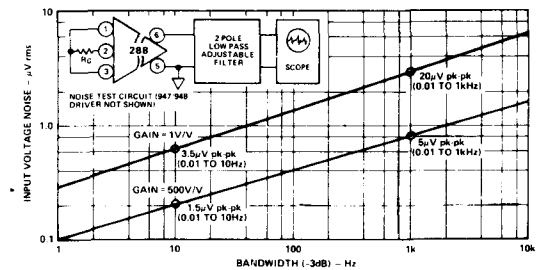 10
1.0
0.1
INPUT VOLTAGE NOISE – μV rms
1
2
3
RG
288
6
5
2 POLE
LOW PASS
ADJUSTABLE
FILTER
SCOPE
NOISE TEST CIRCUIT (947/948
DRIVER NOT SHOWN)
20μV pk-pk
(0.01 TO 1kHz)
GAIN = 1V/V
3.5μV pk-pk
(0.01 TO 10Hz)
5μV pk-pk
(0.01 TO 1kHz)
GAIN = 500V/V
1.5μV pk-pk
(0.01 TO 10Hz)
1
10
100
1k
10k
BANDWIDTH (-3dB) – Hz